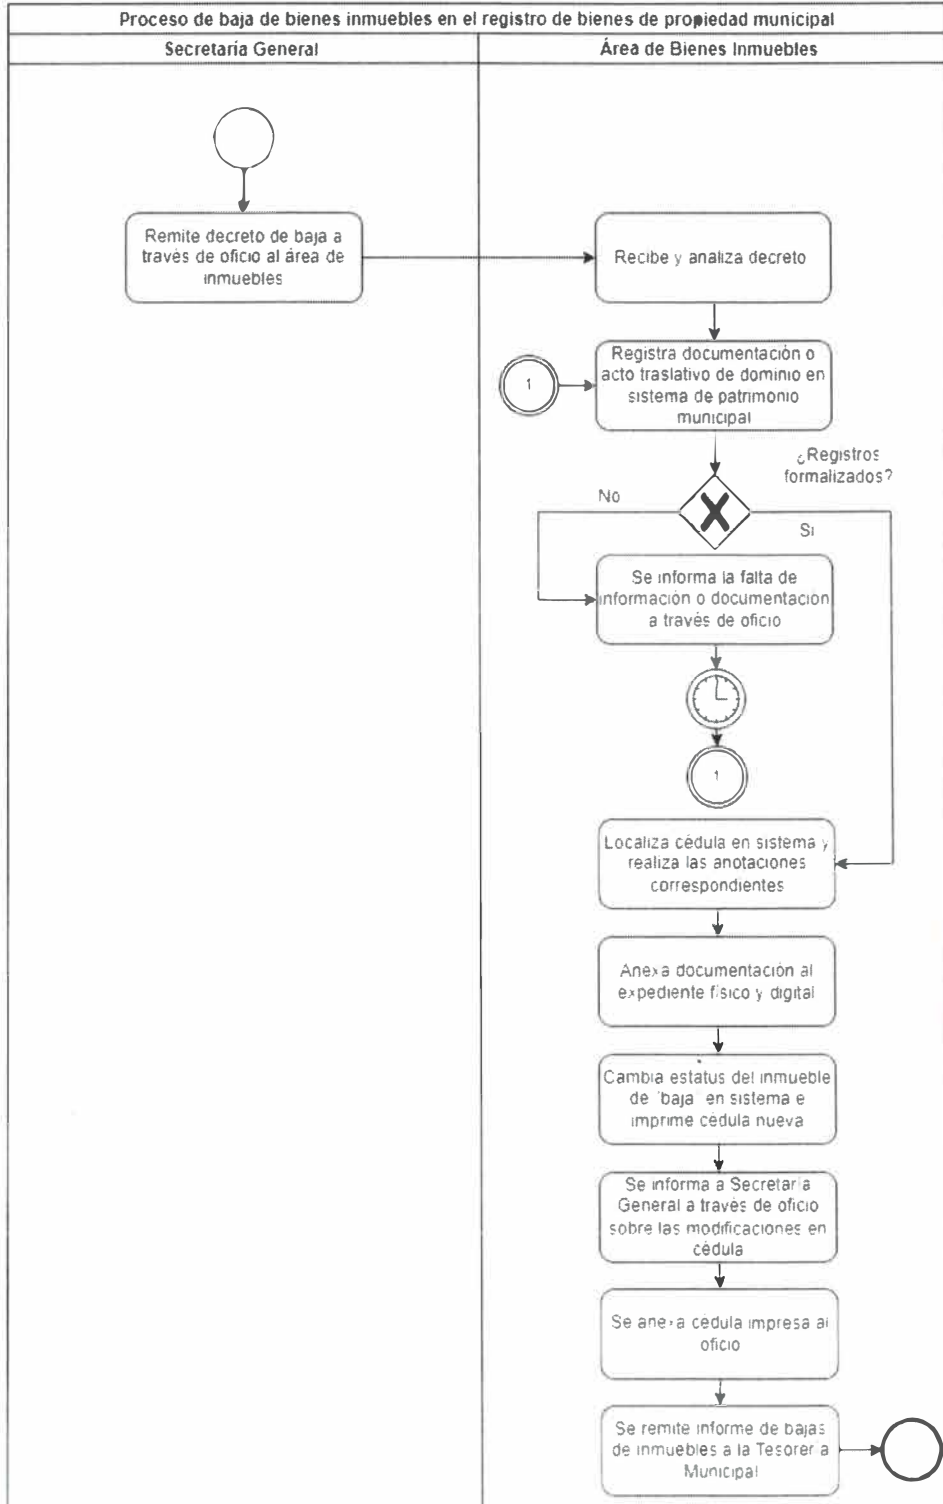 Proceso de baja de bienes inmuebles en el registro de bienes de propiedad municipal
Secretaría General
Área de Bienes Inmuebles
Remite decreto de baja a
través de oficio al área de
inmuebles
Recibe y analiza decreto
Registra documentación o
acto traslativo de dominio en
sistema de patrimonio
municipal
1
¿Registros
formalizados?
No
Si
Se informa la falta de
información o documentación
a través de oficio
1
Localiza cédula en sistema y
realiza las anotaciones
correspondientes
Anexa documentación al
expediente físico y digital
Cambia estatus del inmueble
de "baja" en sistema e
imprime cédula nueva
Se informa a Secretaría
General a través de oficio
sobre las modificaciones en
cédula
Se anexa cédula impresa al
oficio
Se remite informe de bajas
de inmuebles a la Tesorería
Municipal